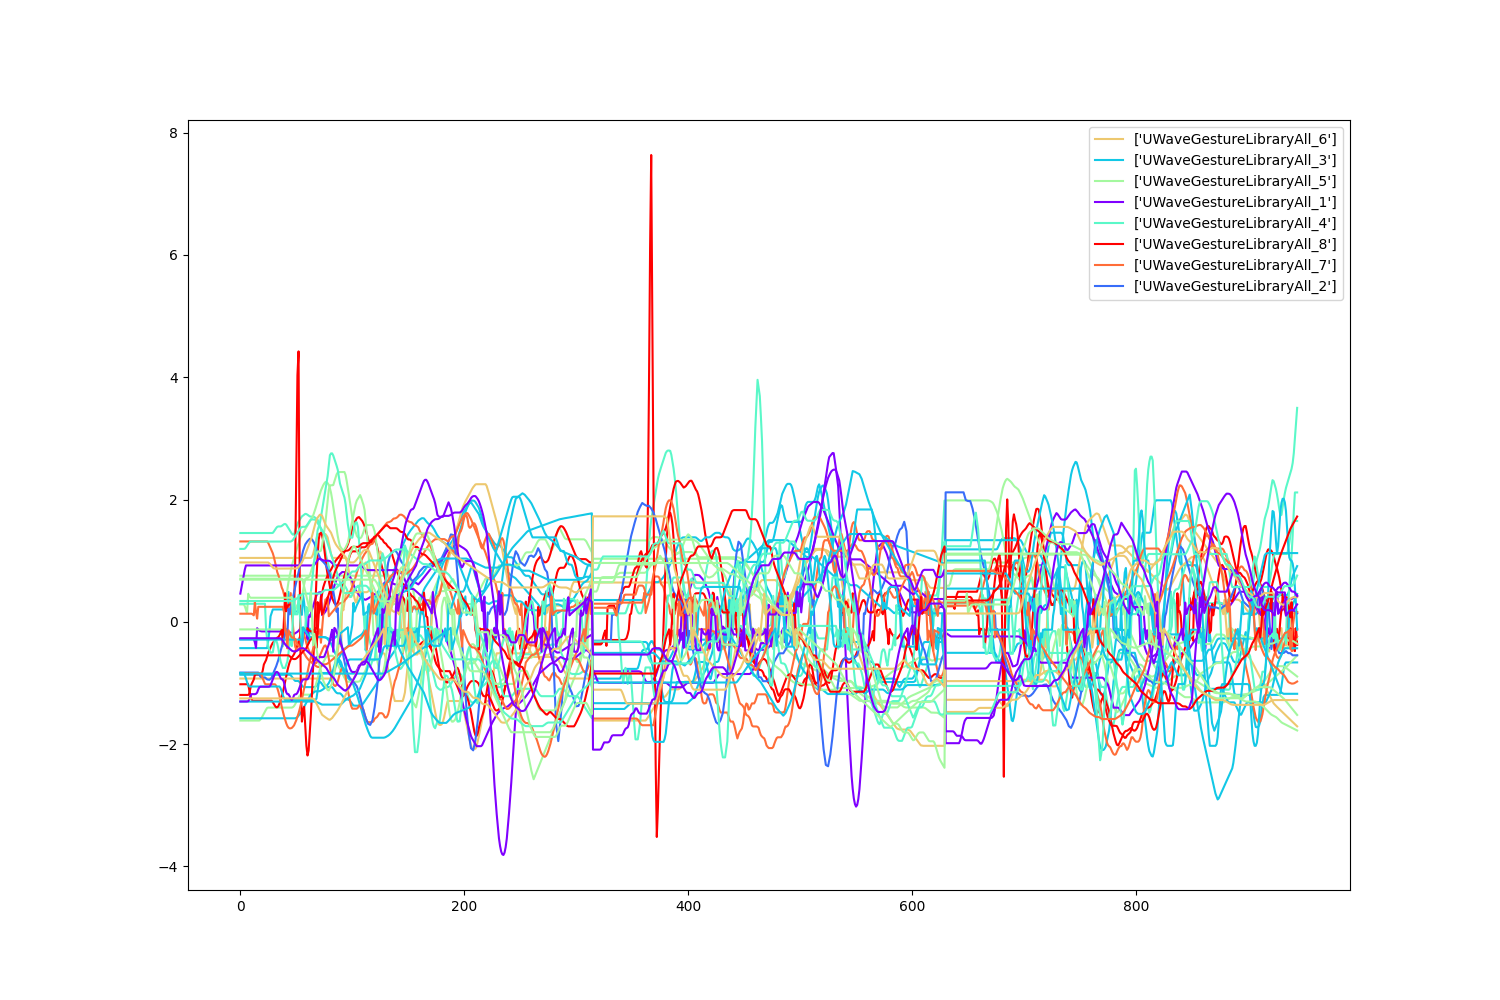 8
6
4
2
0
−2
−4
0
200
400
600
800
['UWaveGestureLibraryAll_6']
['UWaveGestureLibraryAll_3']
['UWaveGestureLibraryAll_5']
['UWaveGestureLibraryAll_1']
['UWaveGestureLibraryAll_4']
['UWaveGestureLibraryAll_8']
['UWaveGestureLibraryAll_7']
['UWaveGestureLibraryAll_2']